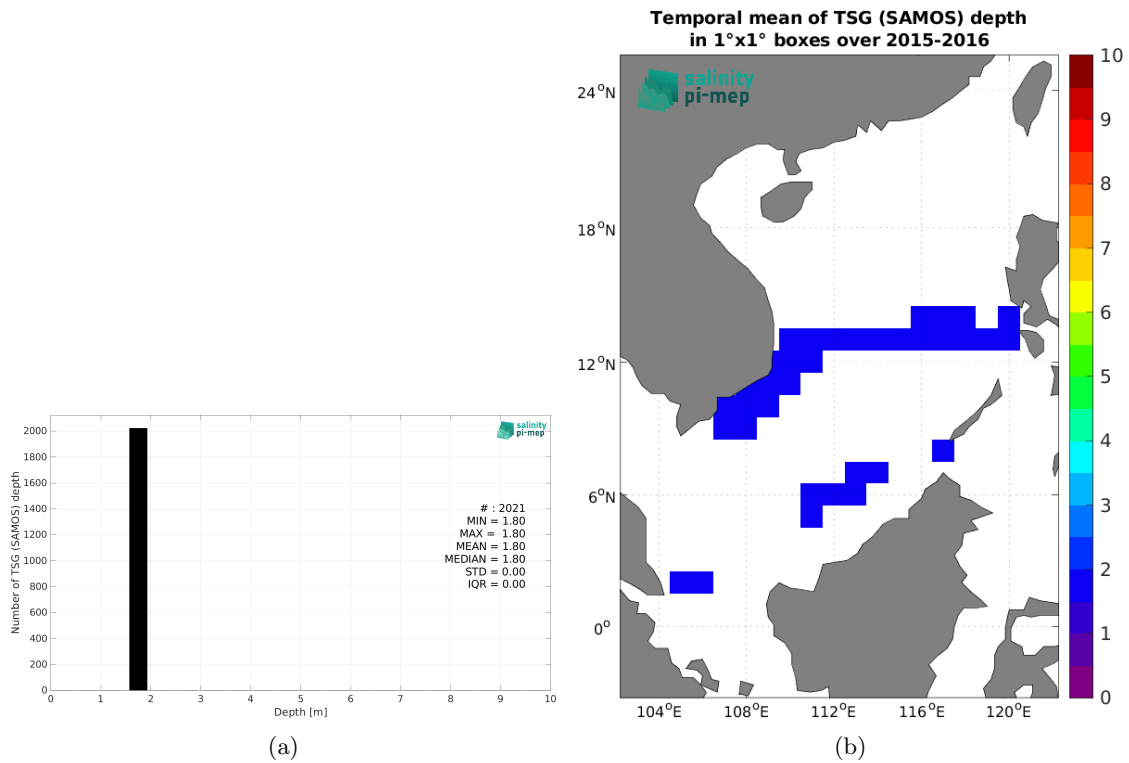 Number of TSG (SAMOS) depth
2000
1800
1600
1400
1200
1000
800
600
400
200
0
salinity
pi-mep
# : 2021
MIN = 1.80
MAX = 1.80
MEAN = 1.80
MEDIAN = 1.80
STD = 0.00
IQR = 0.00
0 1 2 3 4 5 6 7 8 9 10
Depth [m]
(a)
Temporal mean of TSG (SAMOS) depth
in 1°x1° boxes over 2015-2016
salinity
pi-mep
24°N
18°N
12°N
6°N
0°
104°E 108°E 112°E 116°E 120°E
10
9
8
7
6
5
4
3
2
1
0
(b)